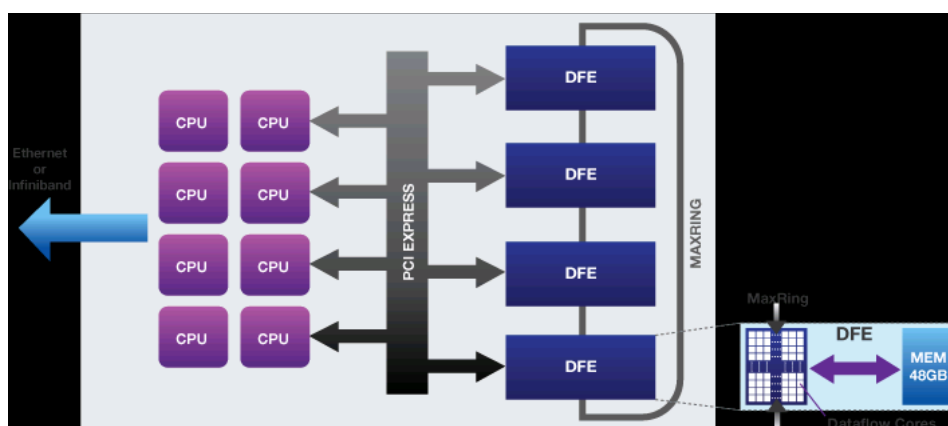 Ethernet
or
Infiniband
CPU
CPU
CPU
CPU
CPU
CPU
CPU
CPU
PCI EXPRESS
DFE
DFE
DFE
DFE
MAXRING
MaxRing
DFE
MEM
48GB
Dataflow Cores